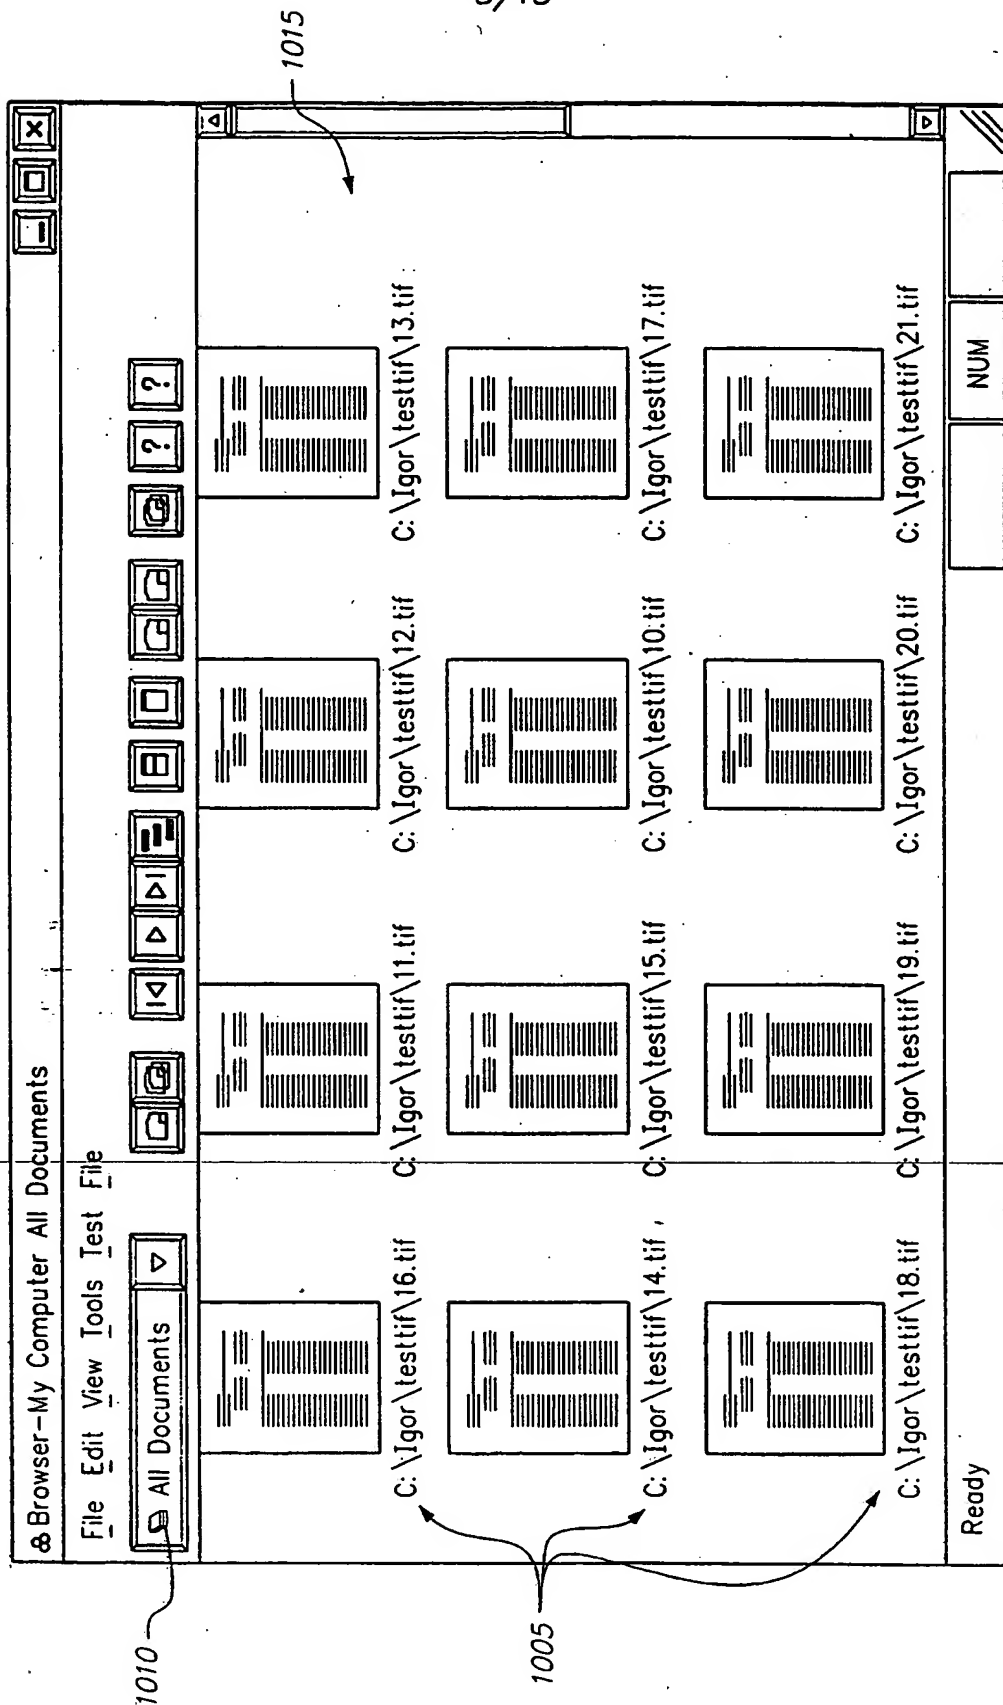 1015
Browser-My Computer All Documents
File Edit View Tools Test File
All Documents
? ?
1010
C: \Igor\testtif\16.tif C: \Igor\testtif\11.tif C: \Igor\testtif\12.tif C: \Igor\testtif\13.tif
C: \Igor\testtif\14.tif C: \Igor\testtif\15.tif C: \Igor\testtif\10.tif C: \Igor\testtif\17.tif
1005
C: \Igor\testtif\18.tif C: \Igor\testtif\19.tif C: \Igor\testtif\20.tif C: \Igor\testtif\21.tif
Ready NUM